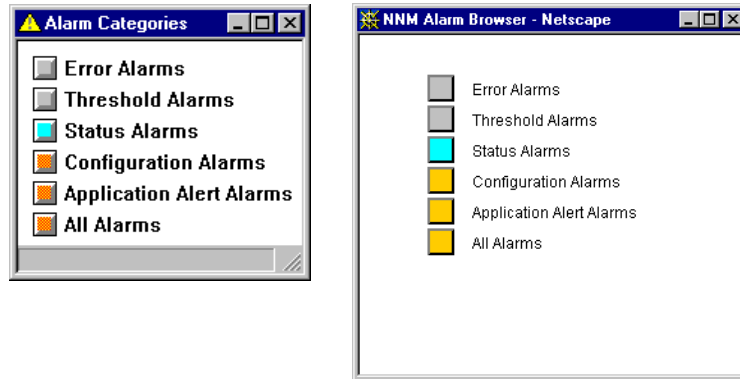 Alarm Categories
Error Alarms
Threshold Alarms
Status Alarms
Configuration Alarms
Application Alert Alarms
All Alarms
NNM Alarm Browser - Netscape
Error Alarms
Threshold Alarms
Status Alarms
Configuration Alarms
Application Alert Alarms
All Alarms